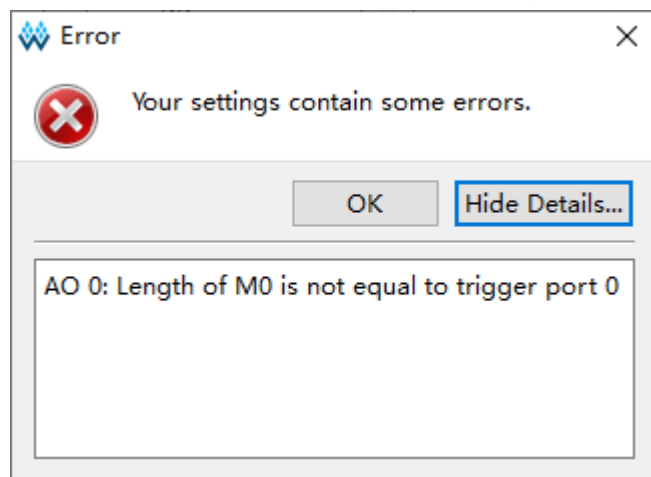 Error
Your settings contain some errors.
OK
Hide Details...
AO 0: Length of M0 is not equal to trigger port 0